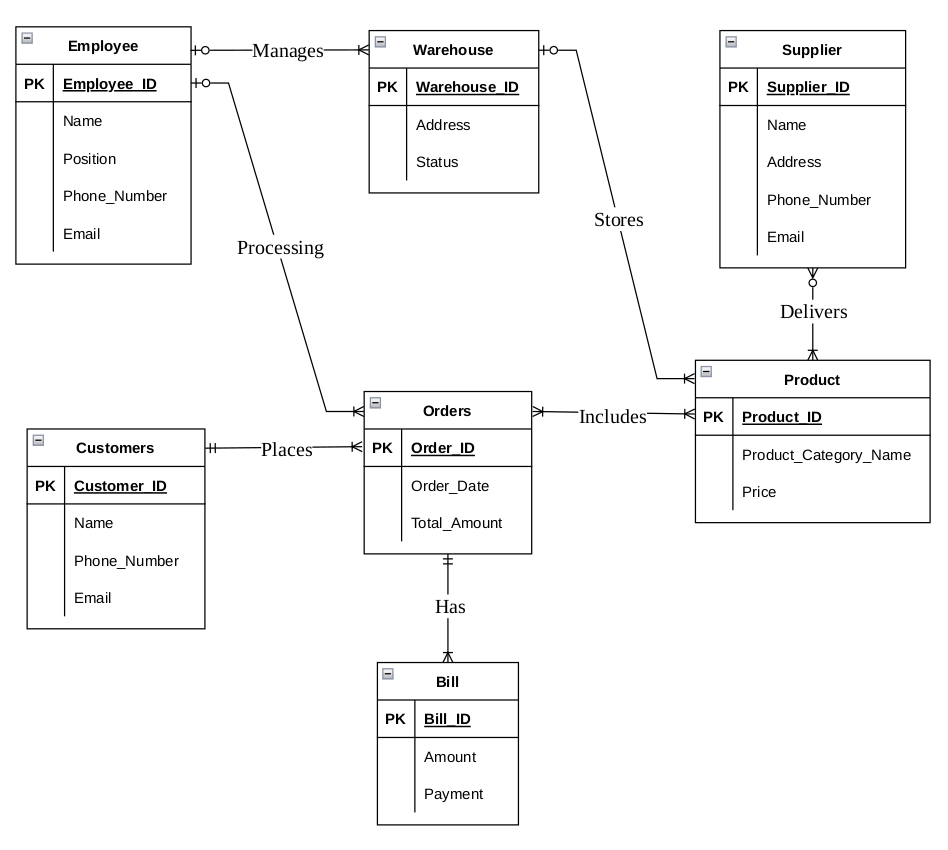 Employee
PK Employee_ID
Name
Position
Phone_Number
Email
Manages
Warehouse
PK Warehouse_ID
Address
Status
Supplier
PK Supplier_ID
Name
Address
Phone_Number
Email
Processing
Stores
Delivers
Customers
PK Customer_ID
Name
Phone_Number
Email
Places
Orders
PK Order_ID
Order_Date
Total_Amount
Includes
Product
PK Product_ID
Product_Category_Name
Price
Has
Bill
PK Bill_ID
Amount
Payment